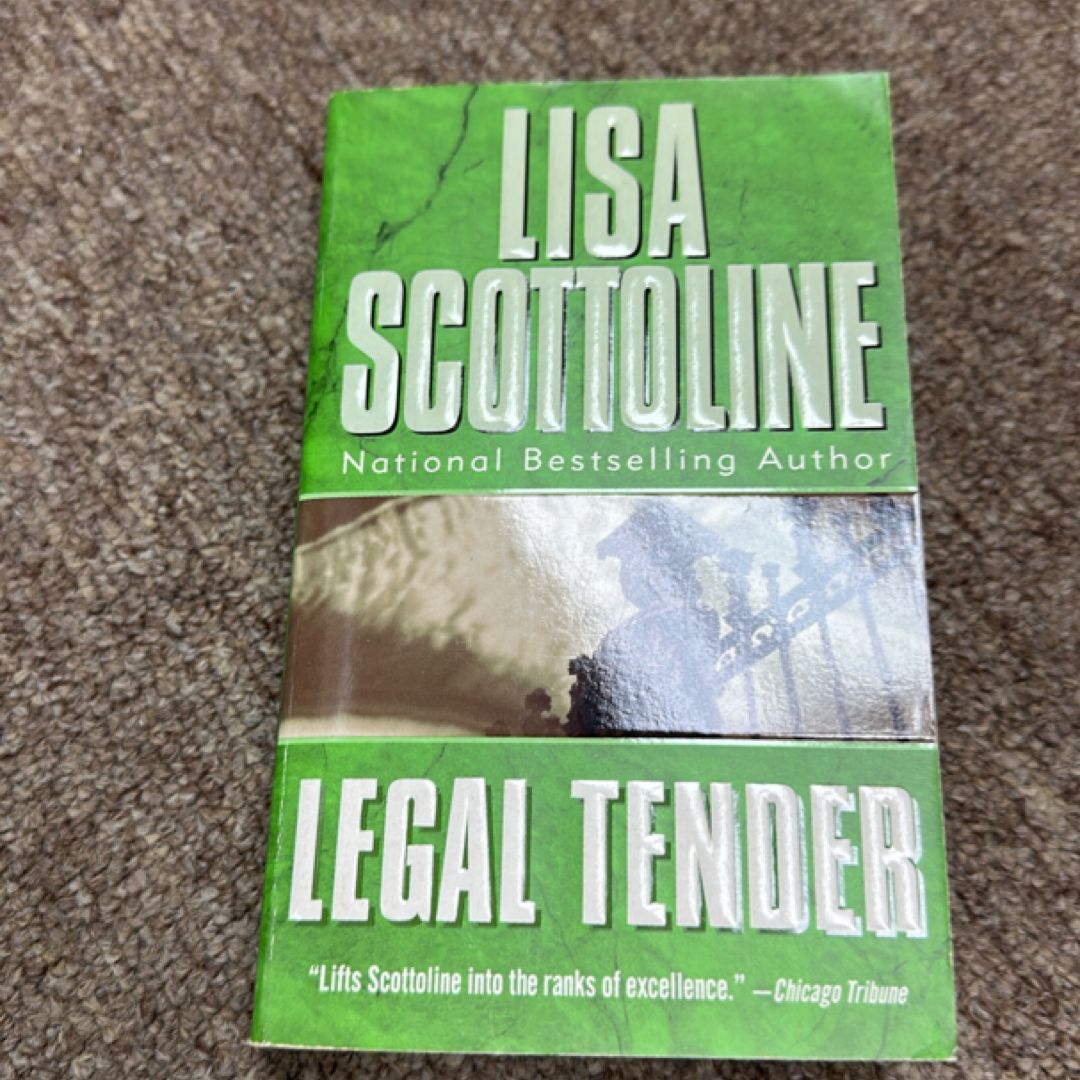 LISA
SCOTTOLINE
National Bestselling Author
LEGAL TENDER
“Lifts Scottoline into the ranks of excellence.” —Chicago Tribune